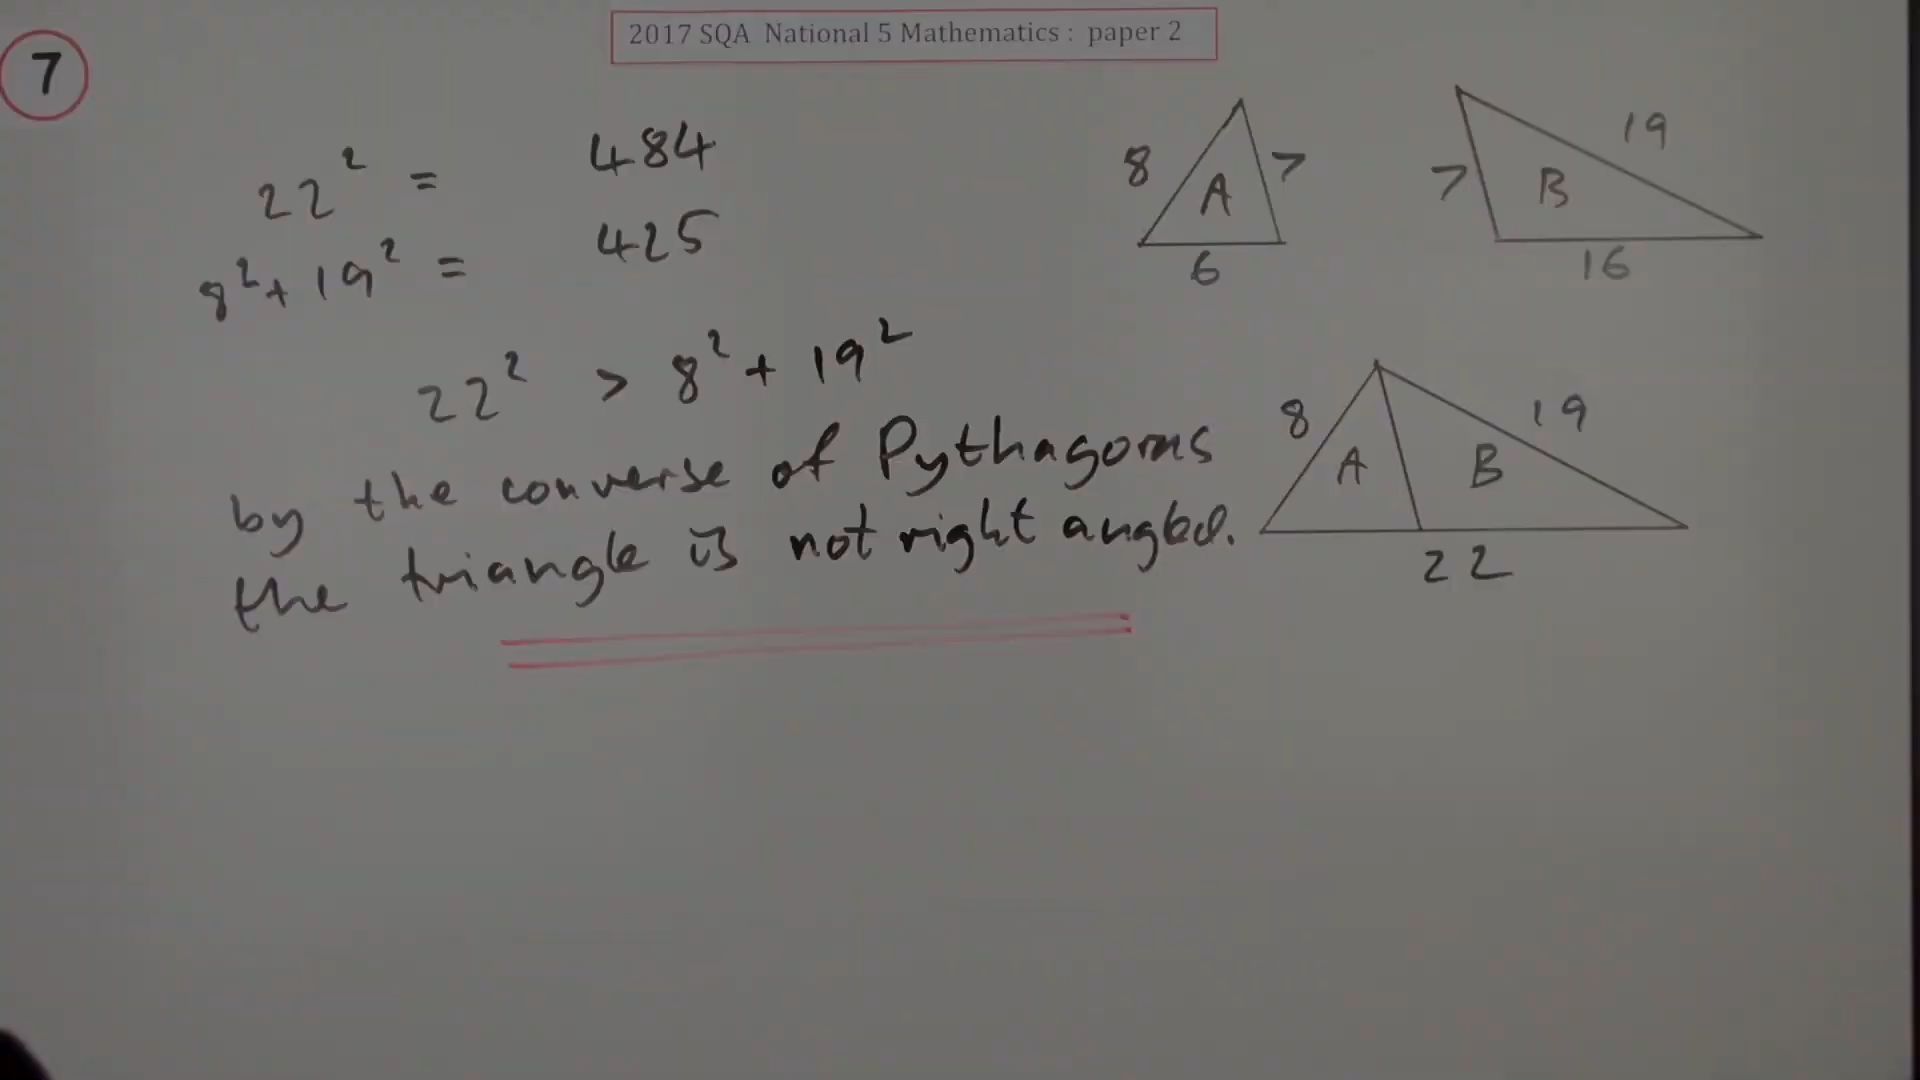 2017 SQA National 5 Mathematics : paper 2
7
22² = 484
8² + 19² = 425
22² > 8² + 19²
by the converse of Pythagoras
the triangle is not right angled.
8 A 7
6
7 B 19
16
8 A B 19
22